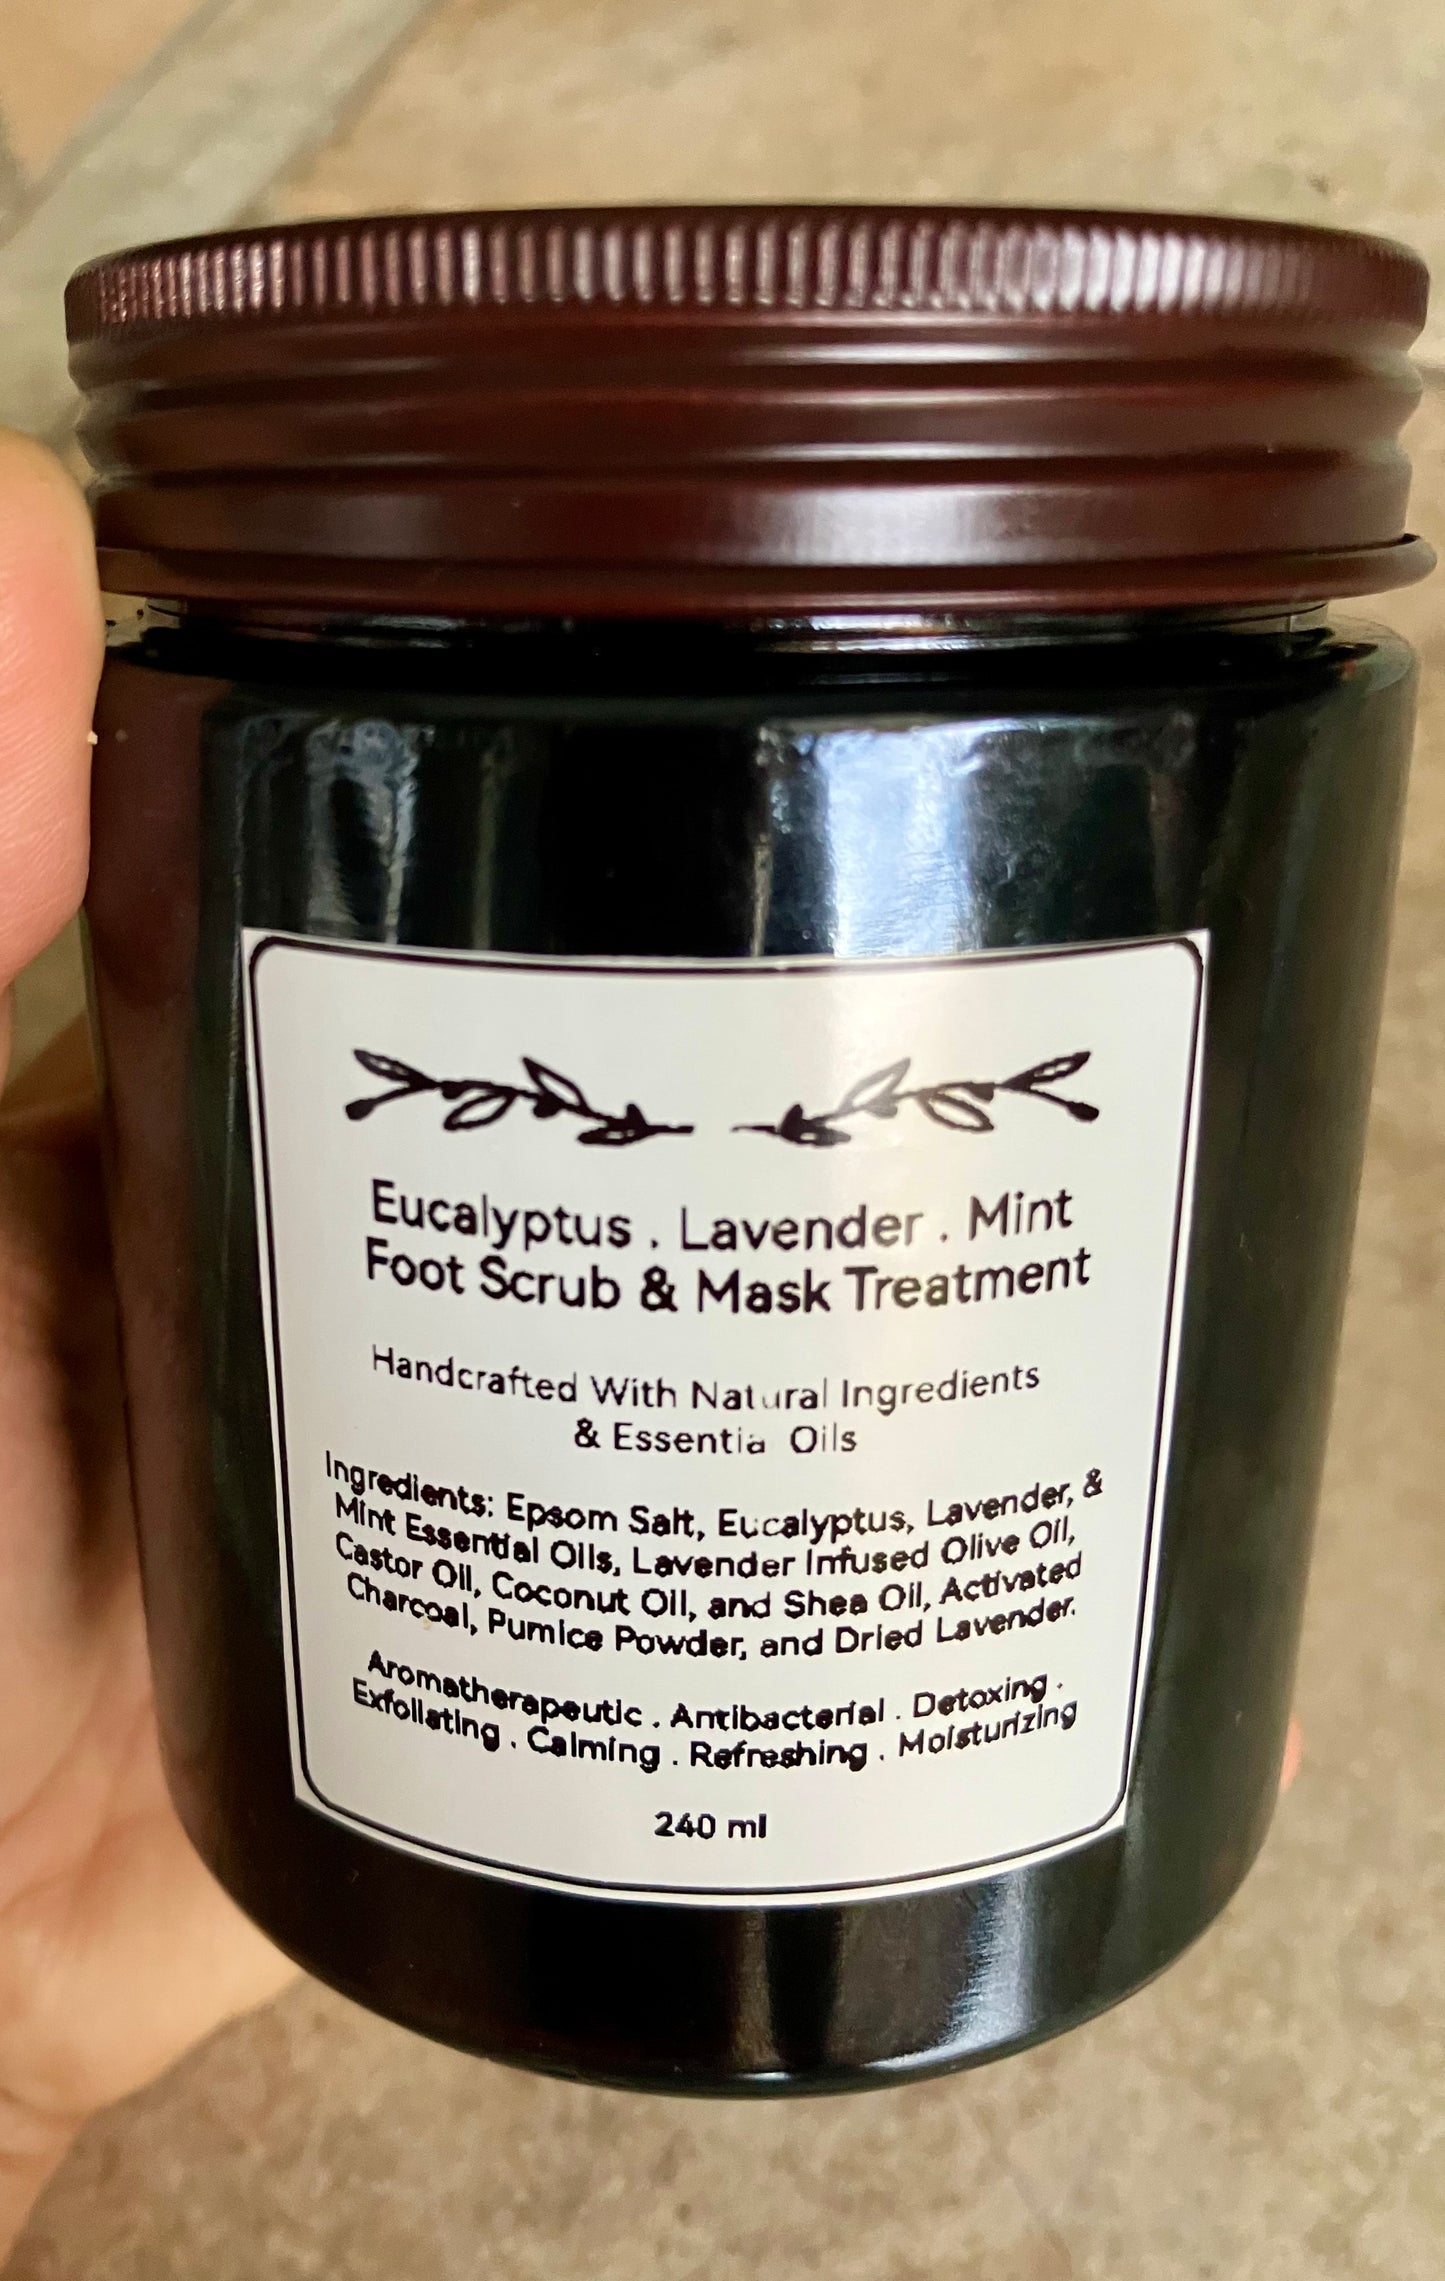 Eucalyptus . Lavender . Mint
Foot Scrub & Mask Treatment
Handcrafted With Natural Ingredients
& Essential Oils
Ingredients: Epsom Salt, Eucalyptus, Lavender, &
Mint Essential Oils, Lavender Infused Olive Oil,
Castor Oil, Coconut Oil, and Shea Oil, Activated
Charcoal, Pumice Powder, and Dried Lavender.
Aromatherapeutic . Antibacterial . Detoxing .
Exfoliating . Calming . Refreshing . Moisturizing
240 ml